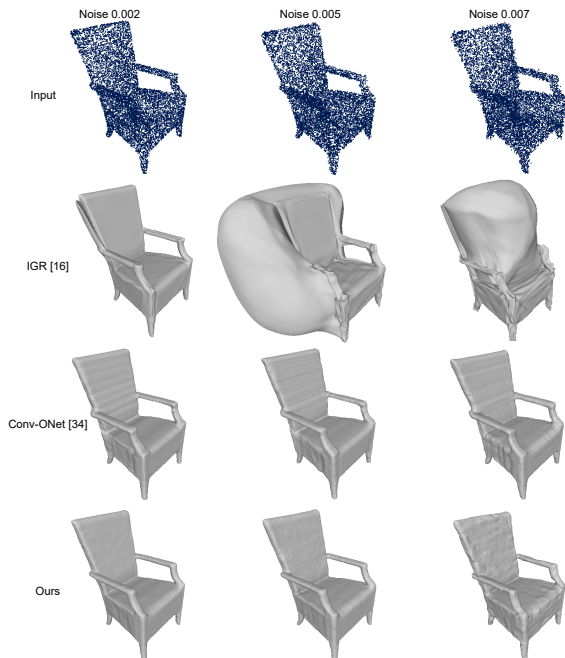 Noise 0.002 Noise 0.005 Noise 0.007
Input
IGR [16]
Conv-ONet [34]
Ours